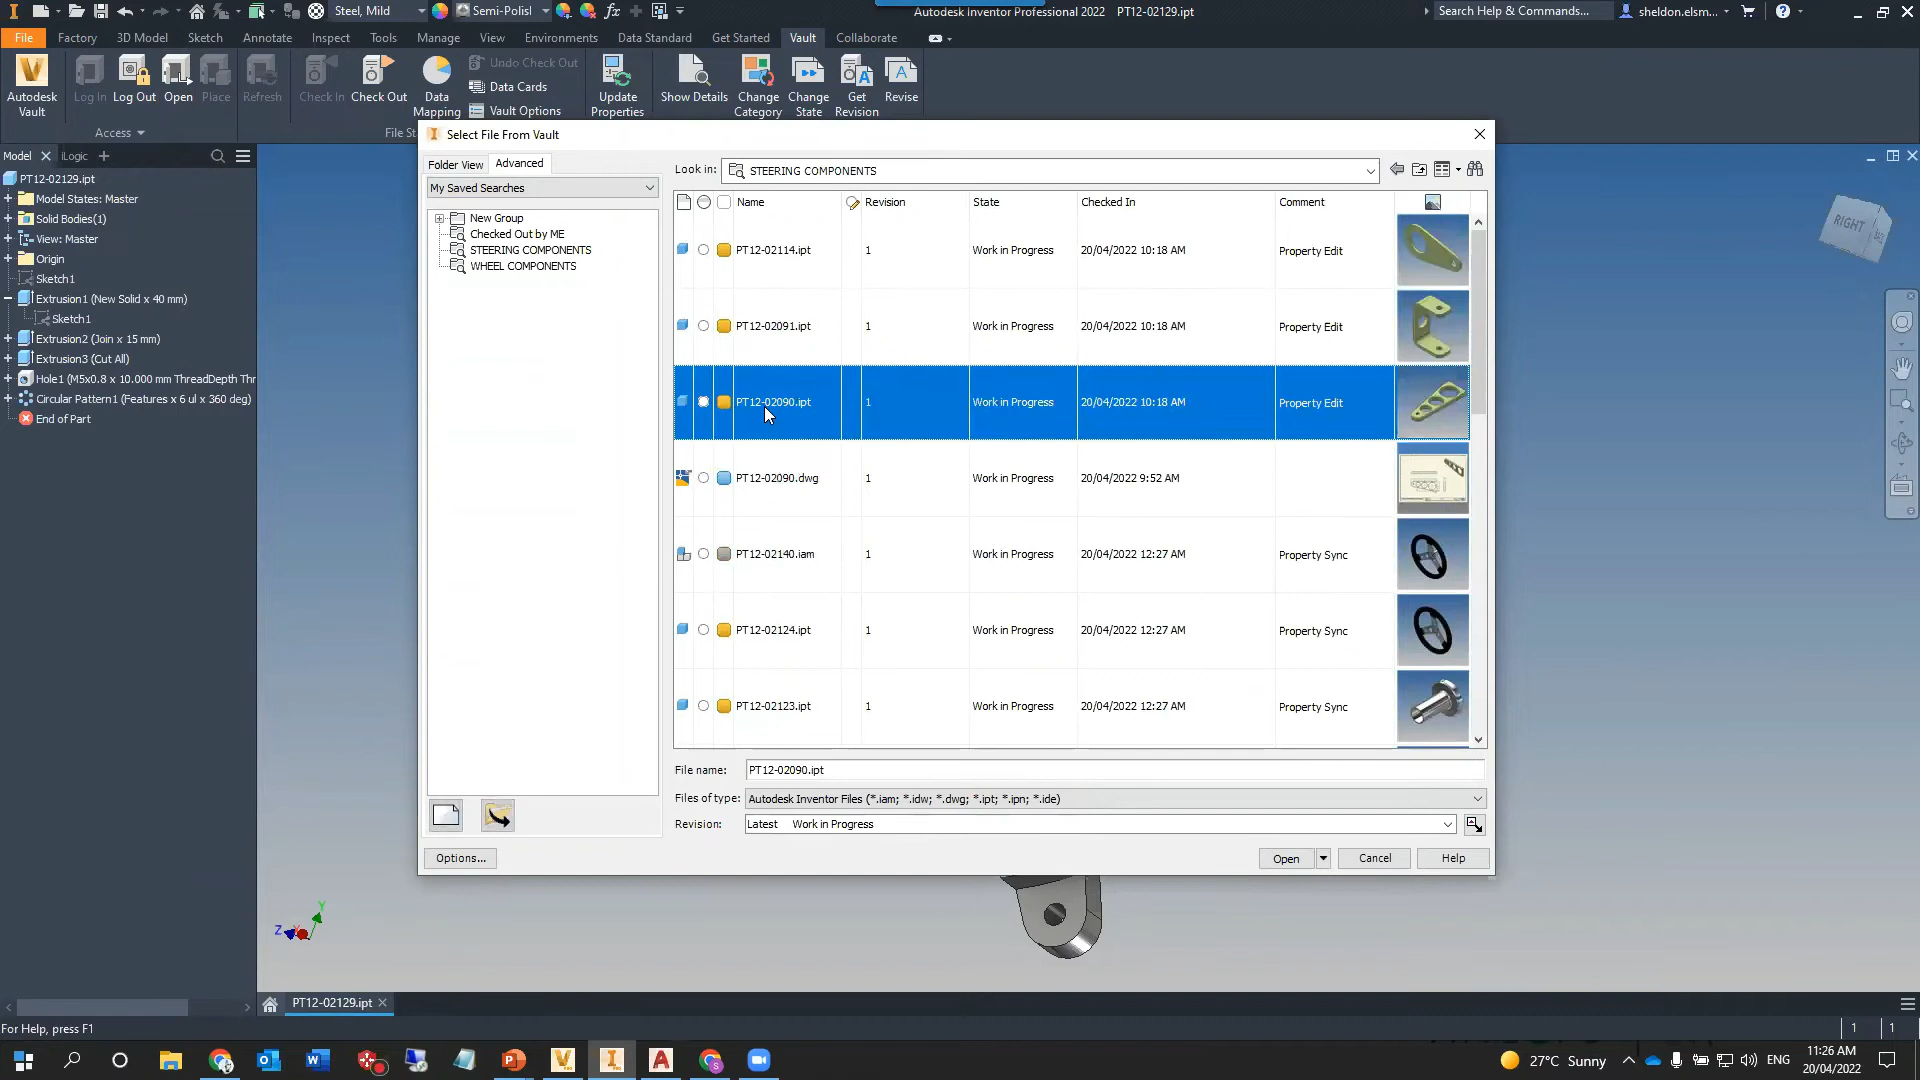 Steel, Mild
Semi-Polisl
fx
Autodesk Inventor Professional 2022 PT12-02129.ipt
Search Help & Commands...
sheldon.elsm...
File Factory 3D Model Sketch Annotate Inspect Tools Manage View Environments Data Standard Get Started Vault Collaborate
Autodesk Vault
Log In
Log Out
Open
Place
Refresh
Check In
Check Out
Data Mapping
Undo Check Out
Data Cards
Vault Options
Update Properties
Show Details
Change Category
Change State
Get Revision
Revise
Access
File St
Model
iLogic
PT12-02129.ipt
Model States: Master
Solid Bodies(1)
View: Master
Origin
Sketch1
Extrusion1 (New Solid x 40 mm)
Sketch1
Extrusion2 (Join x 15 mm)
Extrusion3 (Cut All)
Hole1 (M5x0.8 x 10.000 mm ThreadDepth Thr
Circular Pattern1 (Features x 6 ul x 360 deg)
End of Part
Select File From Vault
Folder View
Advanced
My Saved Searches
New Group
Checked Out by ME
STEERING COMPONENTS
WHEEL COMPONENTS
Look in: STEERING COMPONENTS
Name Revision State Checked In Comment
PT12-02114.ipt 1 Work in Progress 20/04/2022 10:18 AM Property Edit
PT12-02091.ipt 1 Work in Progress 20/04/2022 10:18 AM Property Edit
PT12-02090.ipt 1 Work in Progress 20/04/2022 10:18 AM Property Edit
PT12-02090.dwg 1 Work in Progress 20/04/2022 9:52 AM
PT12-02140.iam 1 Work in Progress 20/04/2022 12:27 AM Property Sync
PT12-02124.ipt 1 Work in Progress 20/04/2022 12:27 AM Property Sync
PT12-02123.ipt 1 Work in Progress 20/04/2022 12:27 AM Property Sync
File name: PT12-02090.ipt
Files of type: Autodesk Inventor Files (*.iam; *.idw; *.dwg; *.ipt; *.ipn; *.ide)
Revision: Latest Work in Progress
Options...
Open
Cancel
Help
RIGHT
Y
Z
PT12-02129.ipt
For Help, press F1
1 1
27°C Sunny
ENG
11:26 AM
20/04/2022